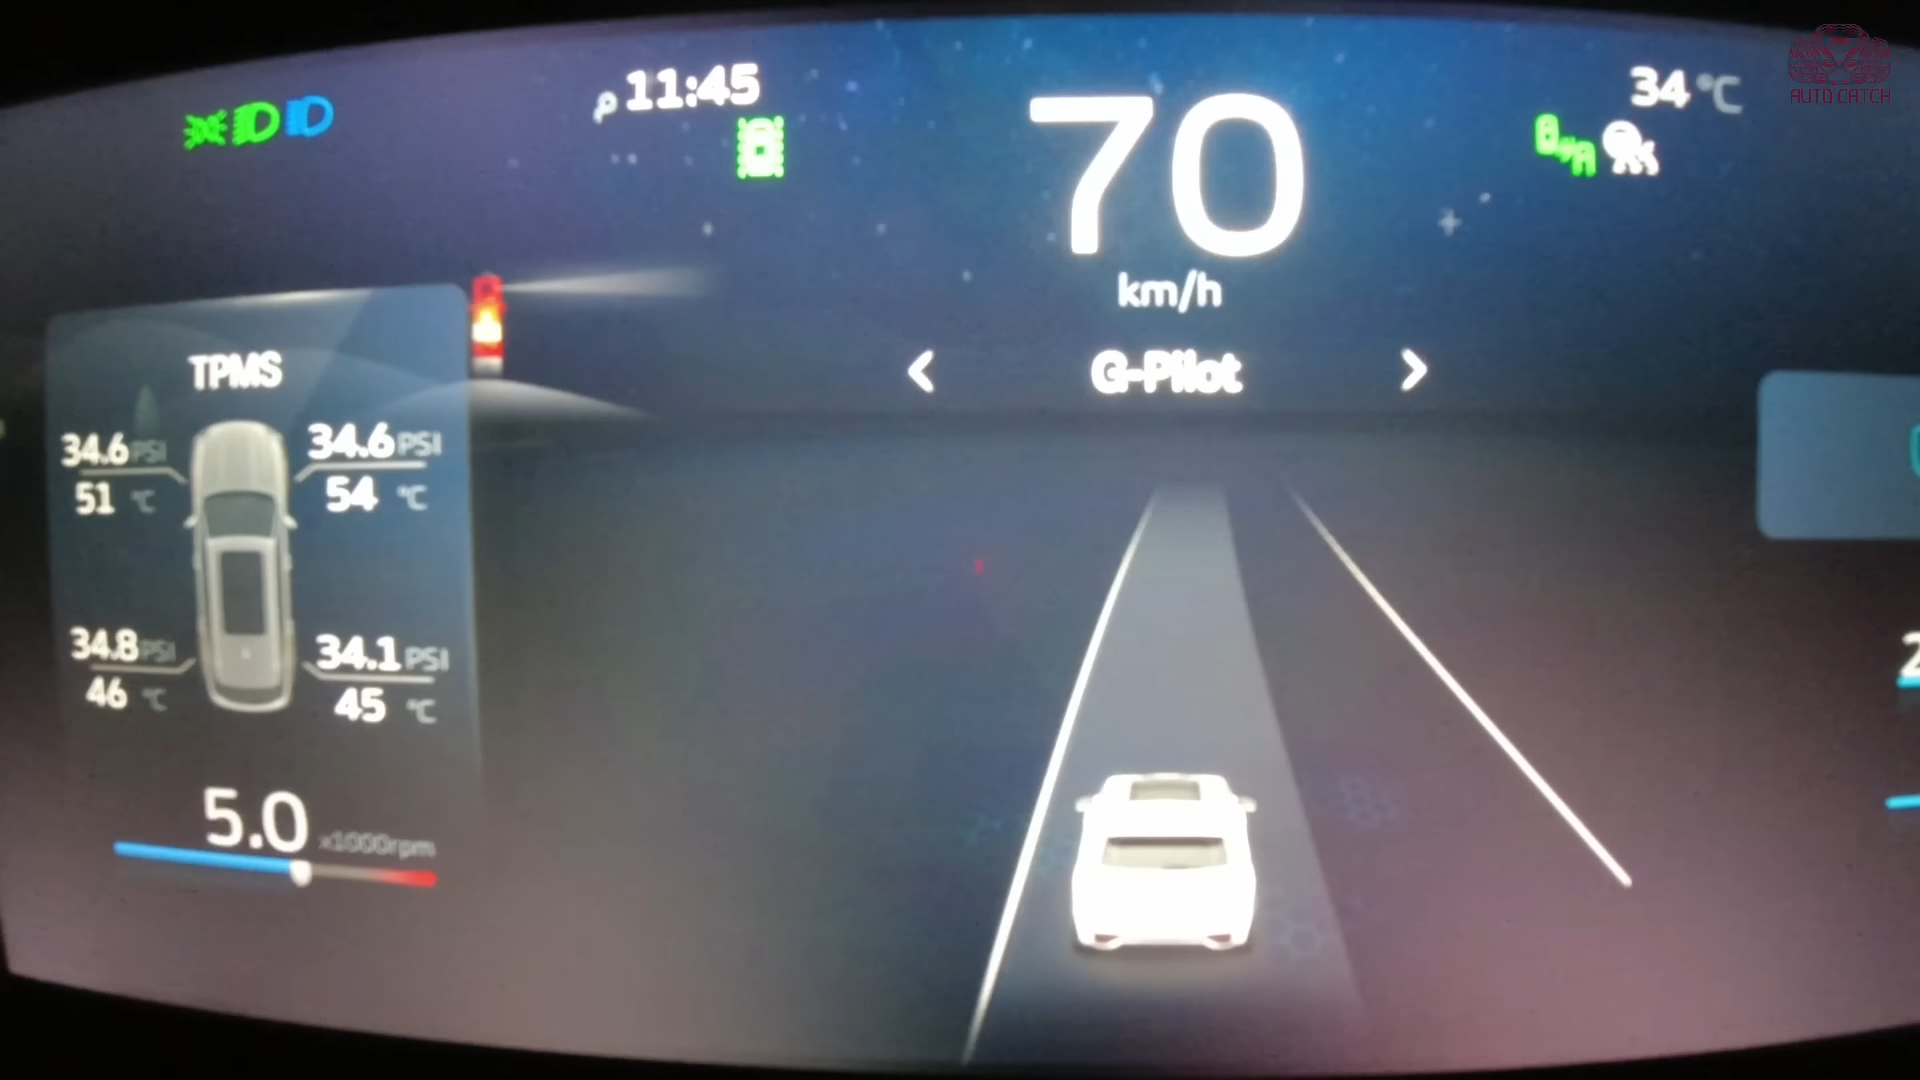 11:45
70
km/h
34 °C
AUTO CATCH
< G-Pilot >
TPMS
34.6 PSI
51 °C
34.6 PSI
54 °C
34.8 PSI
46 °C
34.1 PSI
45 °C
5.0 x1000rpm